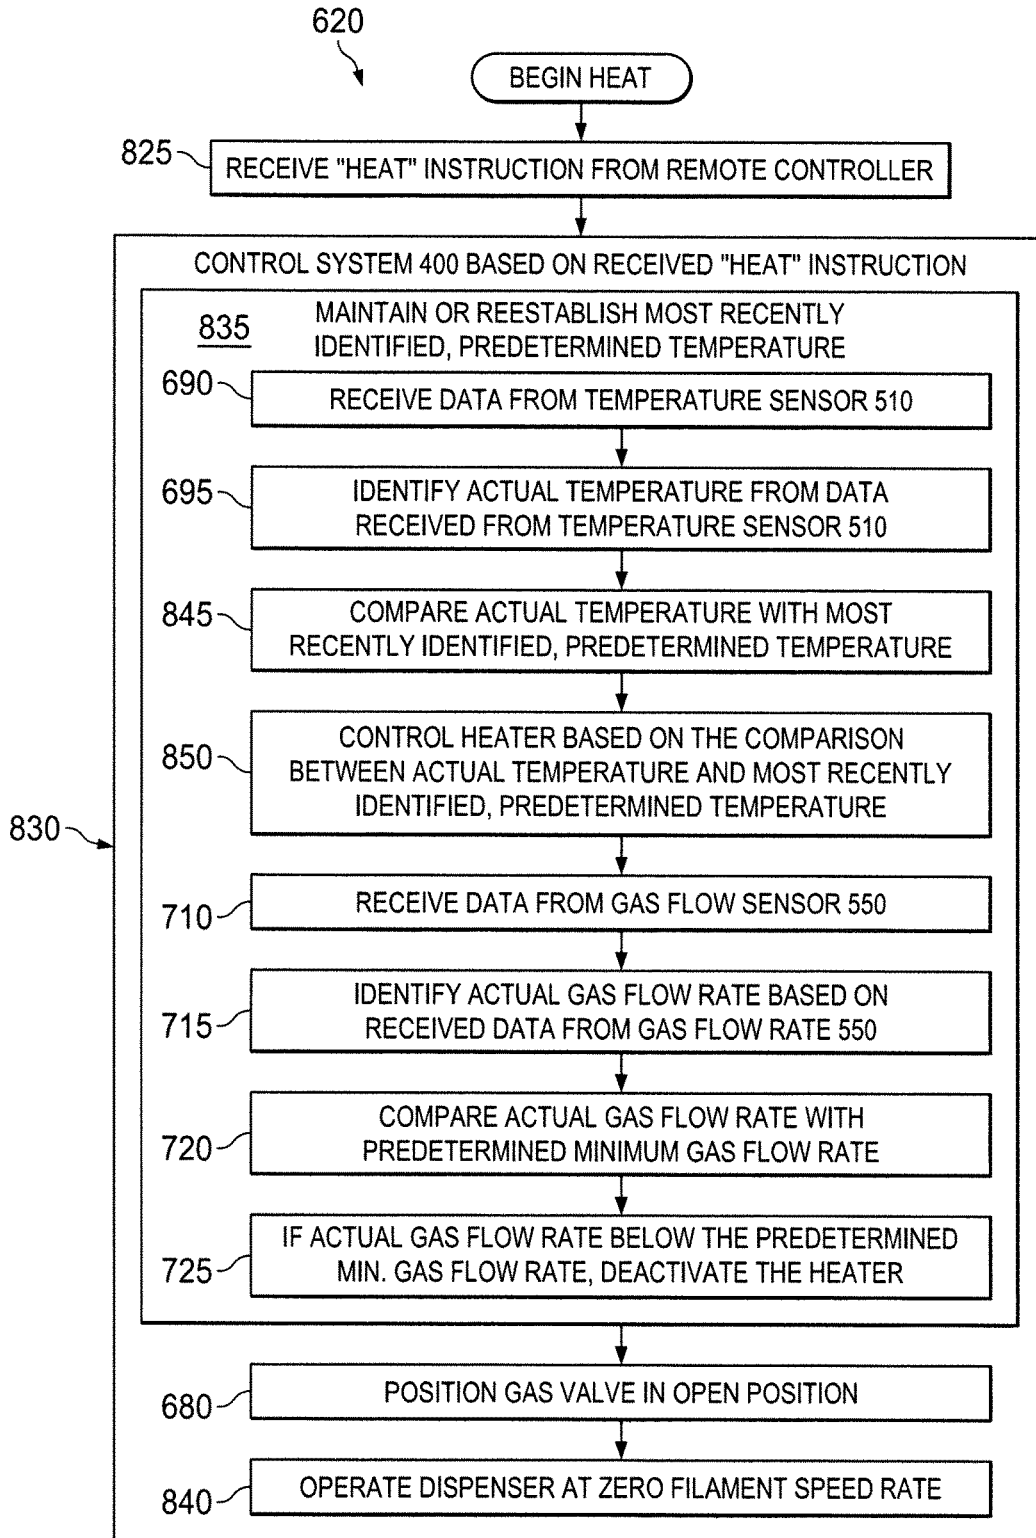 620
BEGIN HEAT
825
RECEIVE "HEAT" INSTRUCTION FROM REMOTE CONTROLLER
CONTROL SYSTEM 400 BASED ON RECEIVED "HEAT" INSTRUCTION
835
MAINTAIN OR REESTABLISH MOST RECENTLY
IDENTIFIED, PREDETERMINED TEMPERATURE
690
RECEIVE DATA FROM TEMPERATURE SENSOR 510
695
IDENTIFY ACTUAL TEMPERATURE FROM DATA
RECEIVED FROM TEMPERATURE SENSOR 510
845
COMPARE ACTUAL TEMPERATURE WITH MOST
RECENTLY IDENTIFIED, PREDETERMINED TEMPERATURE
850
CONTROL HEATER BASED ON THE COMPARISON
BETWEEN ACTUAL TEMPERATURE AND MOST RECENTLY
IDENTIFIED, PREDETERMINED TEMPERATURE
830
710
RECEIVE DATA FROM GAS FLOW SENSOR 550
715
IDENTIFY ACTUAL GAS FLOW RATE BASED ON
RECEIVED DATA FROM GAS FLOW RATE 550
720
COMPARE ACTUAL GAS FLOW RATE WITH
PREDETERMINED MINIMUM GAS FLOW RATE
725
IF ACTUAL GAS FLOW RATE BELOW THE PREDETERMINED
MIN. GAS FLOW RATE, DEACTIVATE THE HEATER
680
POSITION GAS VALVE IN OPEN POSITION
840
OPERATE DISPENSER AT ZERO FILAMENT SPEED RATE